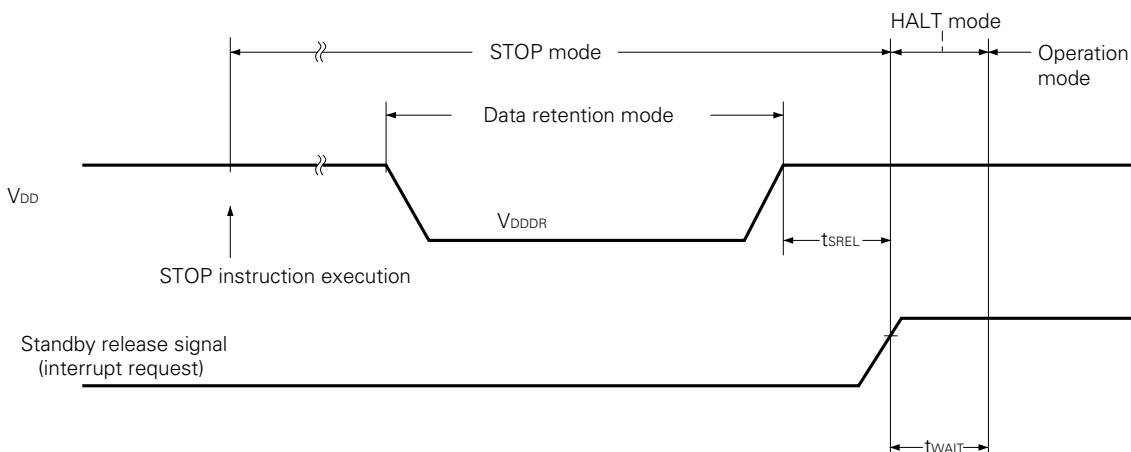 HALT mode
STOP mode
Operation
mode
Data retention mode
VDD
VDDDR
tSREL
STOP instruction execution
Standby release signal
(interrupt request)
tWAIT